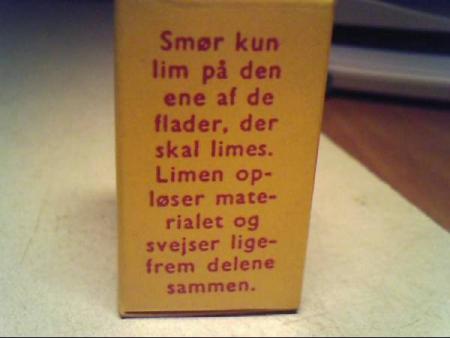 Smør kun
lim på den
ene af de
flader, der
skal limes.
Limen op-
løser mate-
rialet og
svejser lige-
frem delene
sammen.